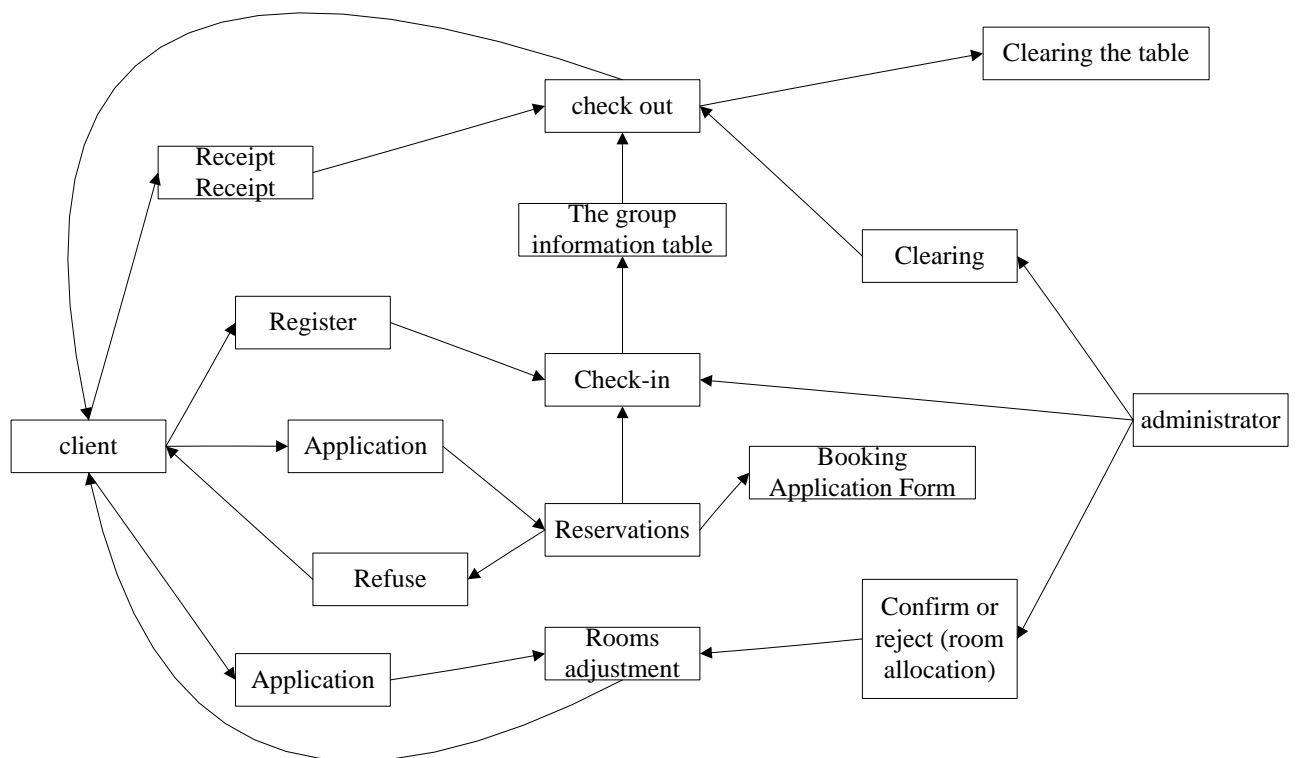 Clearing the table
check out
Receipt
Receipt
The group
information table
Clearing
Register
Check-in
administrator
client
Application
Booking
Application Form
Reservations
Refuse
Confirm or
reject (room
allocation)
Rooms
adjustment
Application